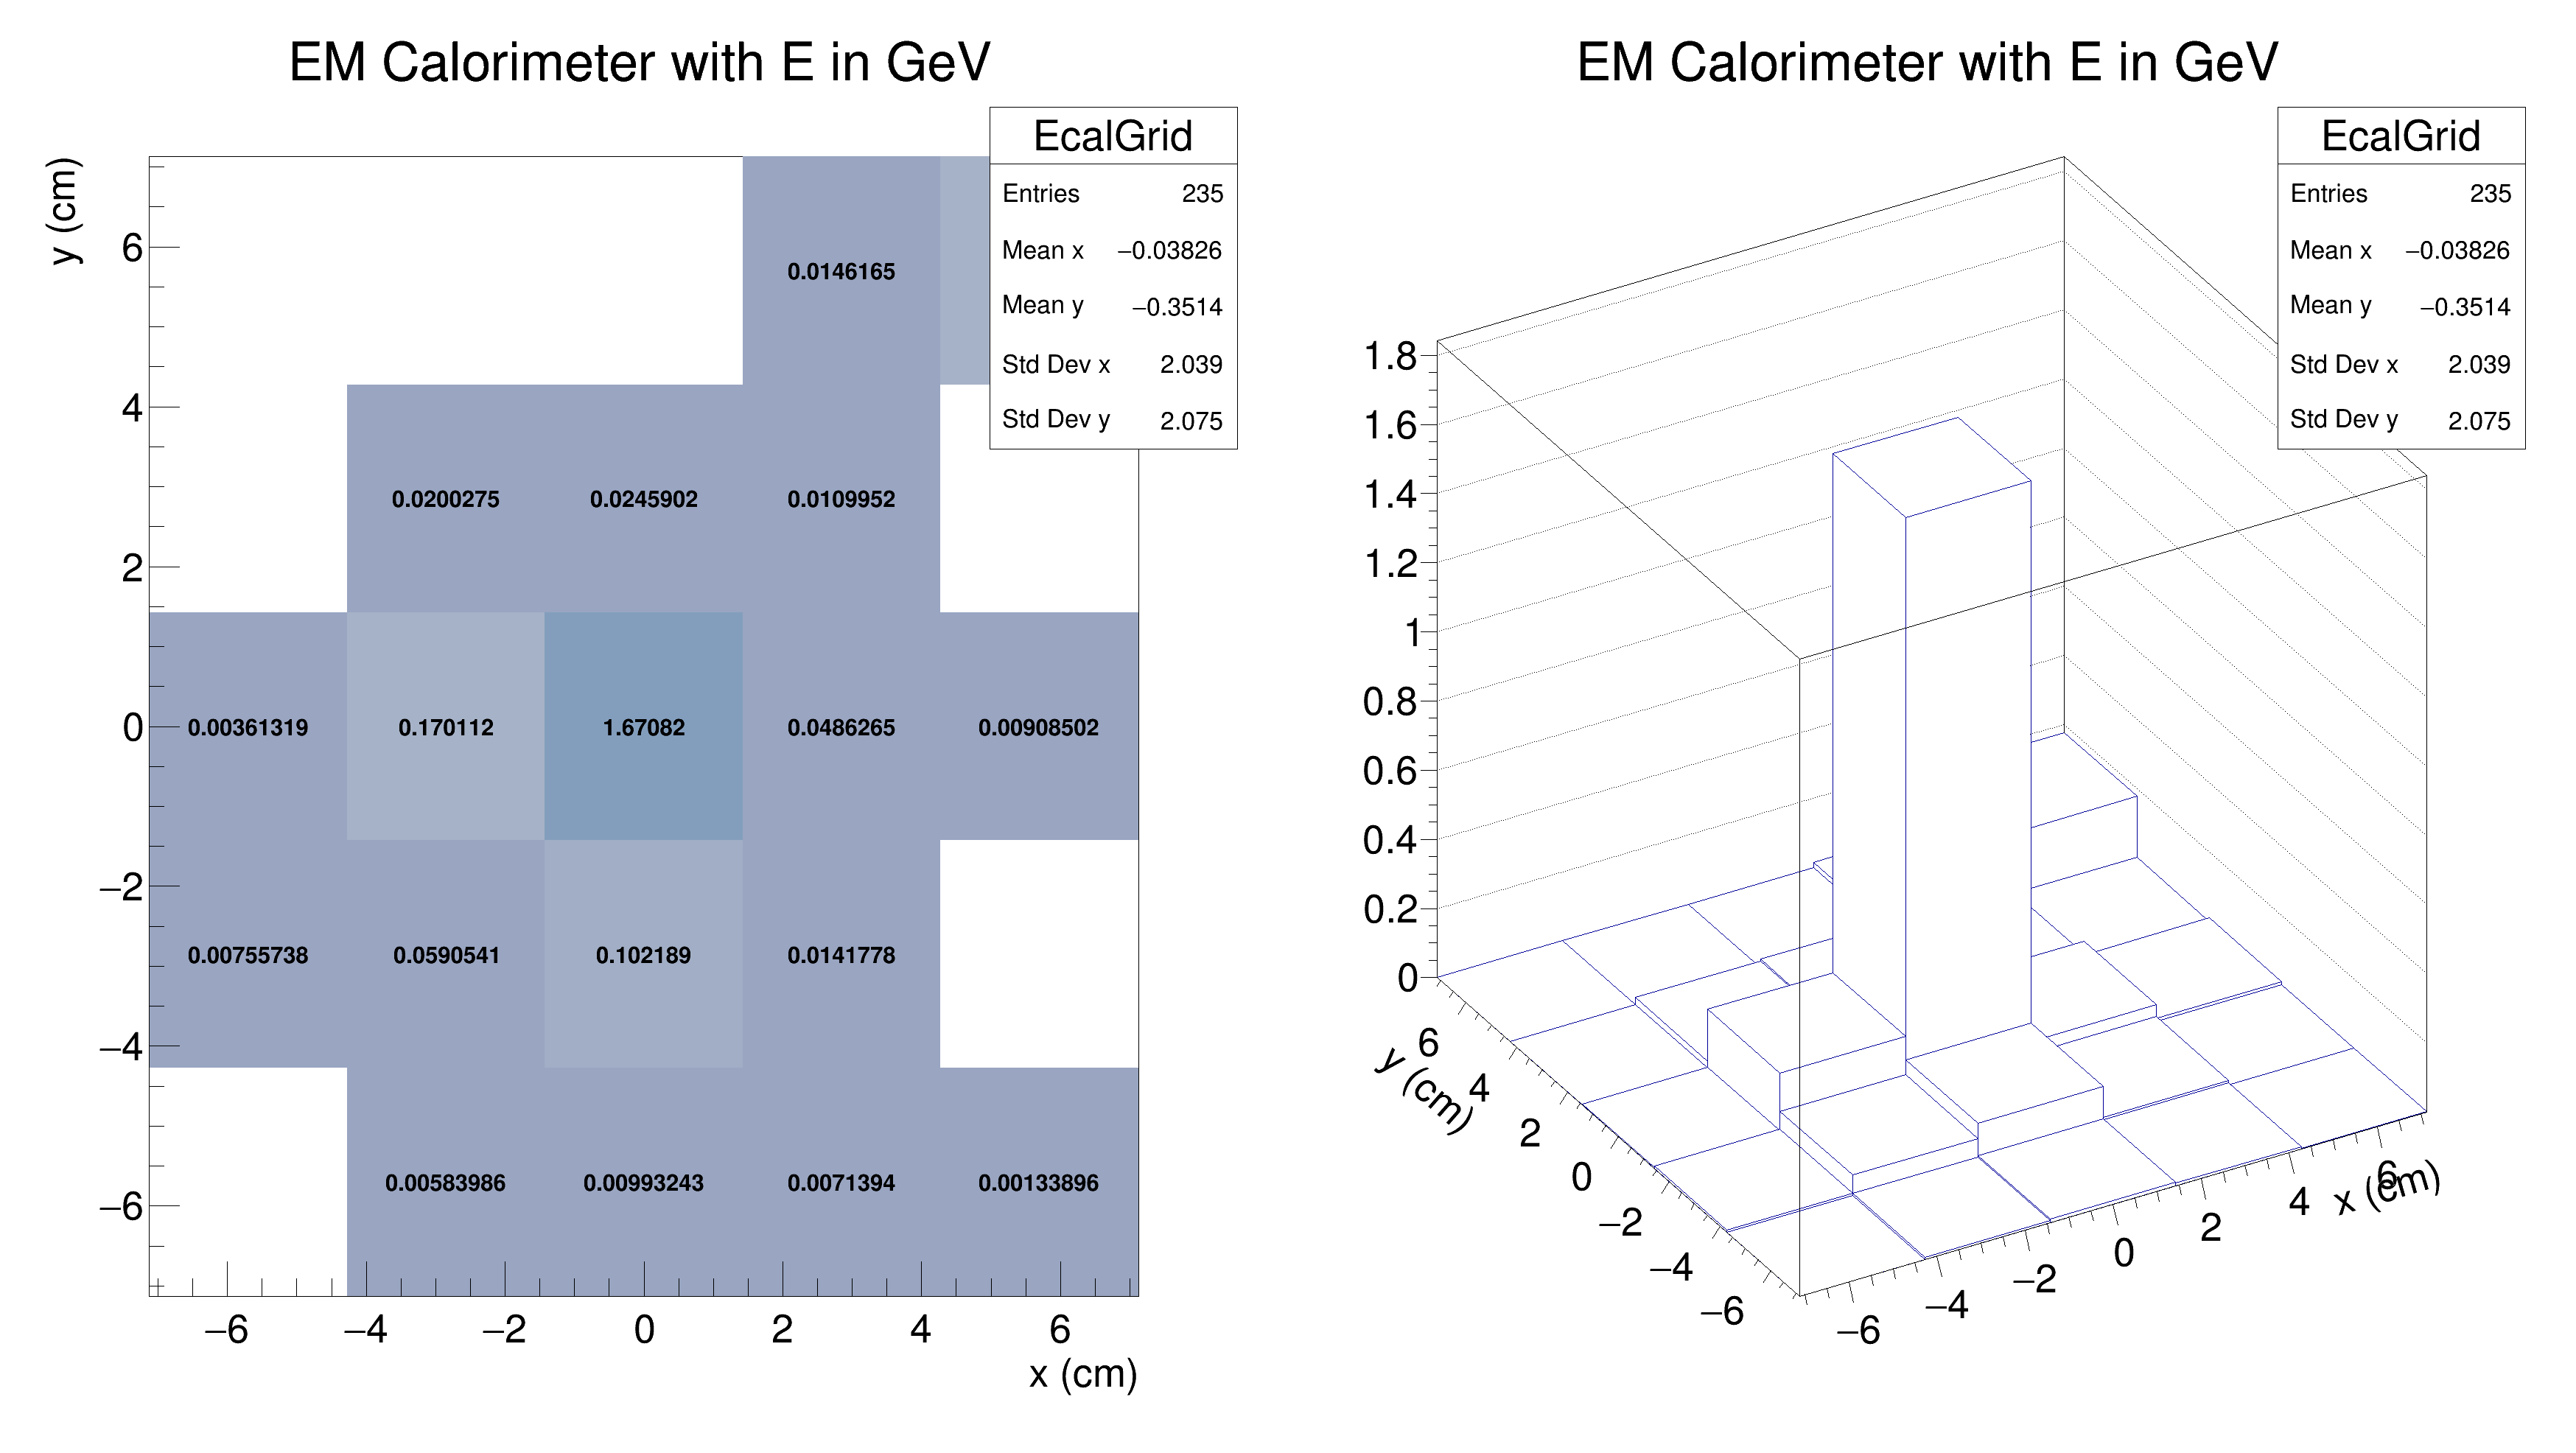 EM Calorimeter with E in GeV
EcalGrid
Entries 235
Mean x −0.03826
Mean y −0.3514
Std Dev x 2.039
Std Dev y 2.075
y (cm)
6
4
2
0
−2
−4
−6
0.0146165
0.0200275 0.0245902 0.0109952
0.00361319 0.170112 1.67082 0.0486265 0.00908502
0.00755738 0.0590541 0.102189 0.0141778
0.00583986 0.00993243 0.0071394 0.00133896
−6 −4 −2 0 2 4 6
x (cm)
EM Calorimeter with E in GeV
EcalGrid
Entries 235
Mean x −0.03826
Mean y −0.3514
Std Dev x 2.039
Std Dev y 2.075
1.8
1.6
1.4
1.2
1
0.8
0.6
0.4
0.2
0
y (cm)
6
4
2
0
−2
−4
−6
−6 −4 −2 0 2 4 6
x (cm)